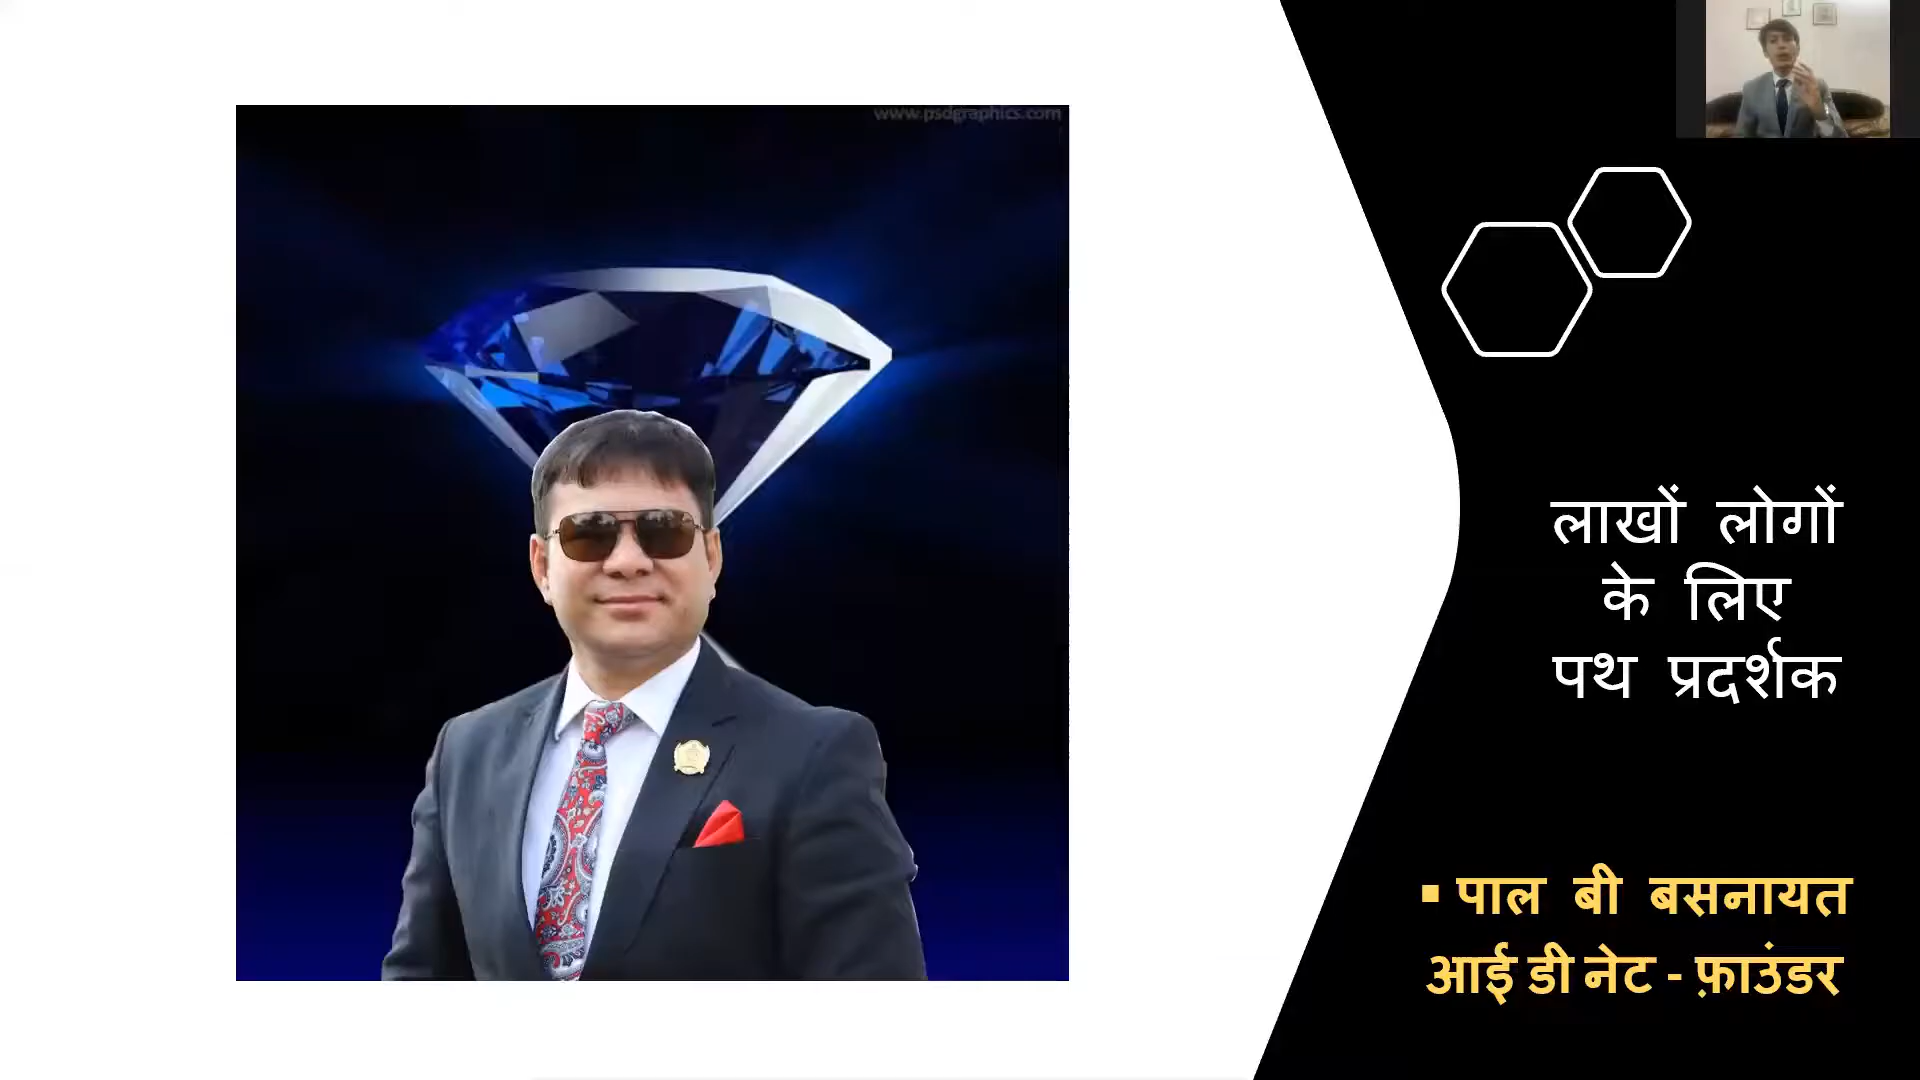 www.psdgraphics.com
लाखों लोगों
के लिए
पथ प्रदर्शक
▪ पाल बी बसनायत
आई डी नेट - फ़ाउंडर